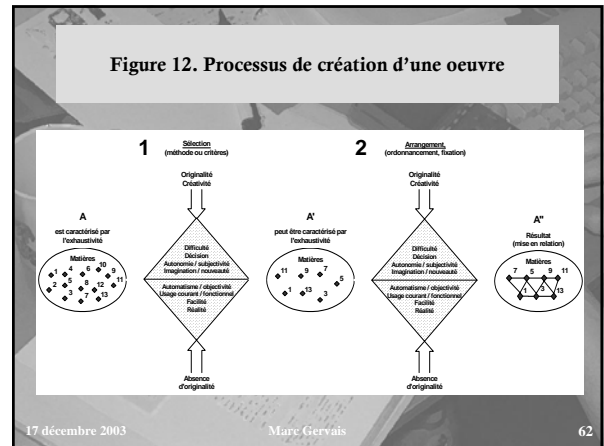 Figure 12. Processus de création d'une oeuvre
1
Sélection
(méthode ou critères)
Originalité
Créativité
Difficulté
Décision
Autonomie / subjectivité
Imagination / nouveauté
Automatisme / objectivité
Usage courant / fonctionnel
Facilité
Réalité
Absence
d'originalité
2
Arrangement,
(ordonnancement, fixation)
Originalité
Créativité
Difficulté
Décision
Autonomie / subjectivité
Imagination / nouveauté
Automatisme / objectivité
Usage courant / fonctionnel
Facilité
Réalité
Absence
d'originalité
A
est caractérisé par
l'exhaustivité
Matières
1 4 6 10 9
2 5 8 12 11
3 7 13
A'
peut être caractérisé par
l'exhaustivité
Matières
11 9 7
5
1 13 3
A"
Résultat
(mise en relation)
Matières
7 5 9 11
1 3 13
17 décembre 2003
Marc Gervais
62